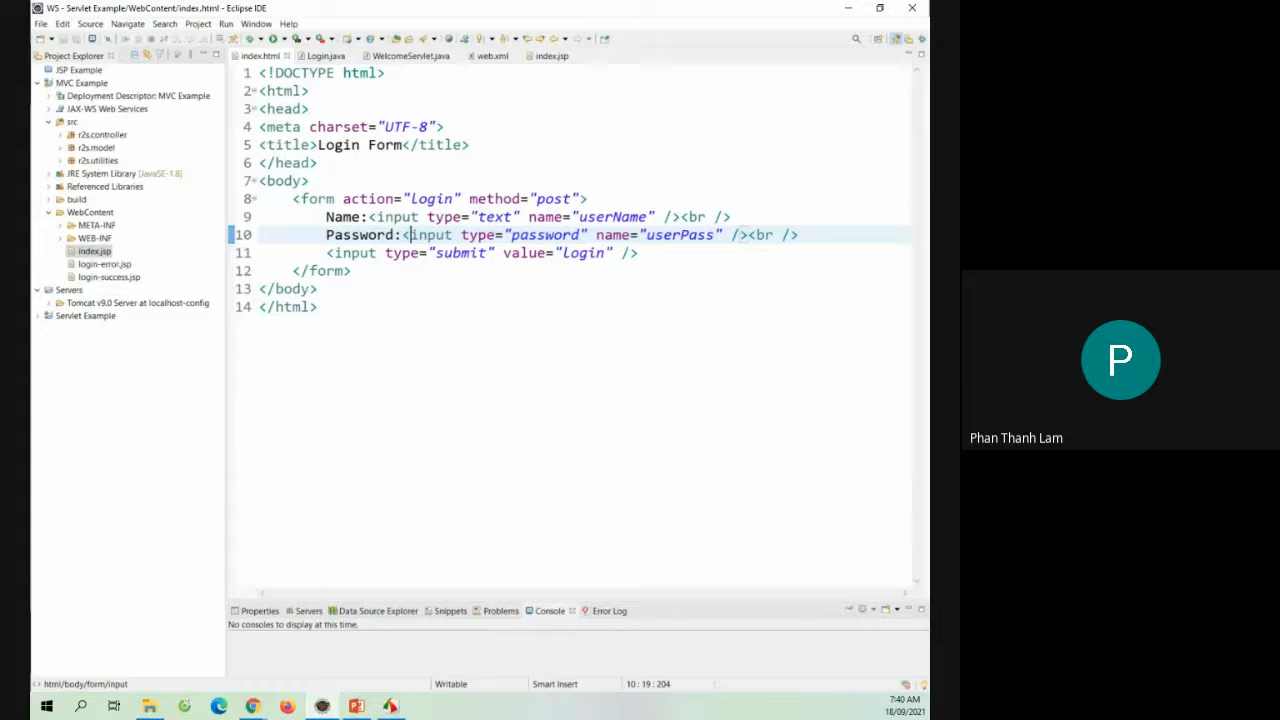 WS - Servlet Example/WebContent/index.html - Eclipse IDE
File Edit Source Navigate Search Project Run Window Help
Project Explorer
index.html
Login.java
WelcomeServlet.java
web.xml
index.jsp
JSP Example
MVC Example
Deployment Descriptor: MVC Example
JAX-WS Web Services
src
r2s.controller
r2s.model
r2s.utilities
JRE System Library [JavaSE-1.8]
Referenced Libraries
build
WebContent
META-INF
WEB-INF
index.jsp
login-error.jsp
login-success.jsp
Servers
Tomcat v9.0 Server at localhost-config
Servlet Example
1 <!DOCTYPE html>
2 <html>
3 <head>
4 <meta charset="UTF-8">
5 <title>Login Form</title>
6 </head>
7 <body>
8 <form action="login" method="post">
9 Name:<input type="text" name="userName" /><br />
10 Password:<input type="password" name="userPass" /><br />
11 <input type="submit" value="login" />
12 </form>
13 </body>
14 </html>
Properties Servers Data Source Explorer Snippets Problems Console Error Log
No consoles to display at this time.
html/body/form/input
Writable
Smart Insert
10 : 19 : 204
7:40 AM
18/09/2021
P
Phan Thanh Lam